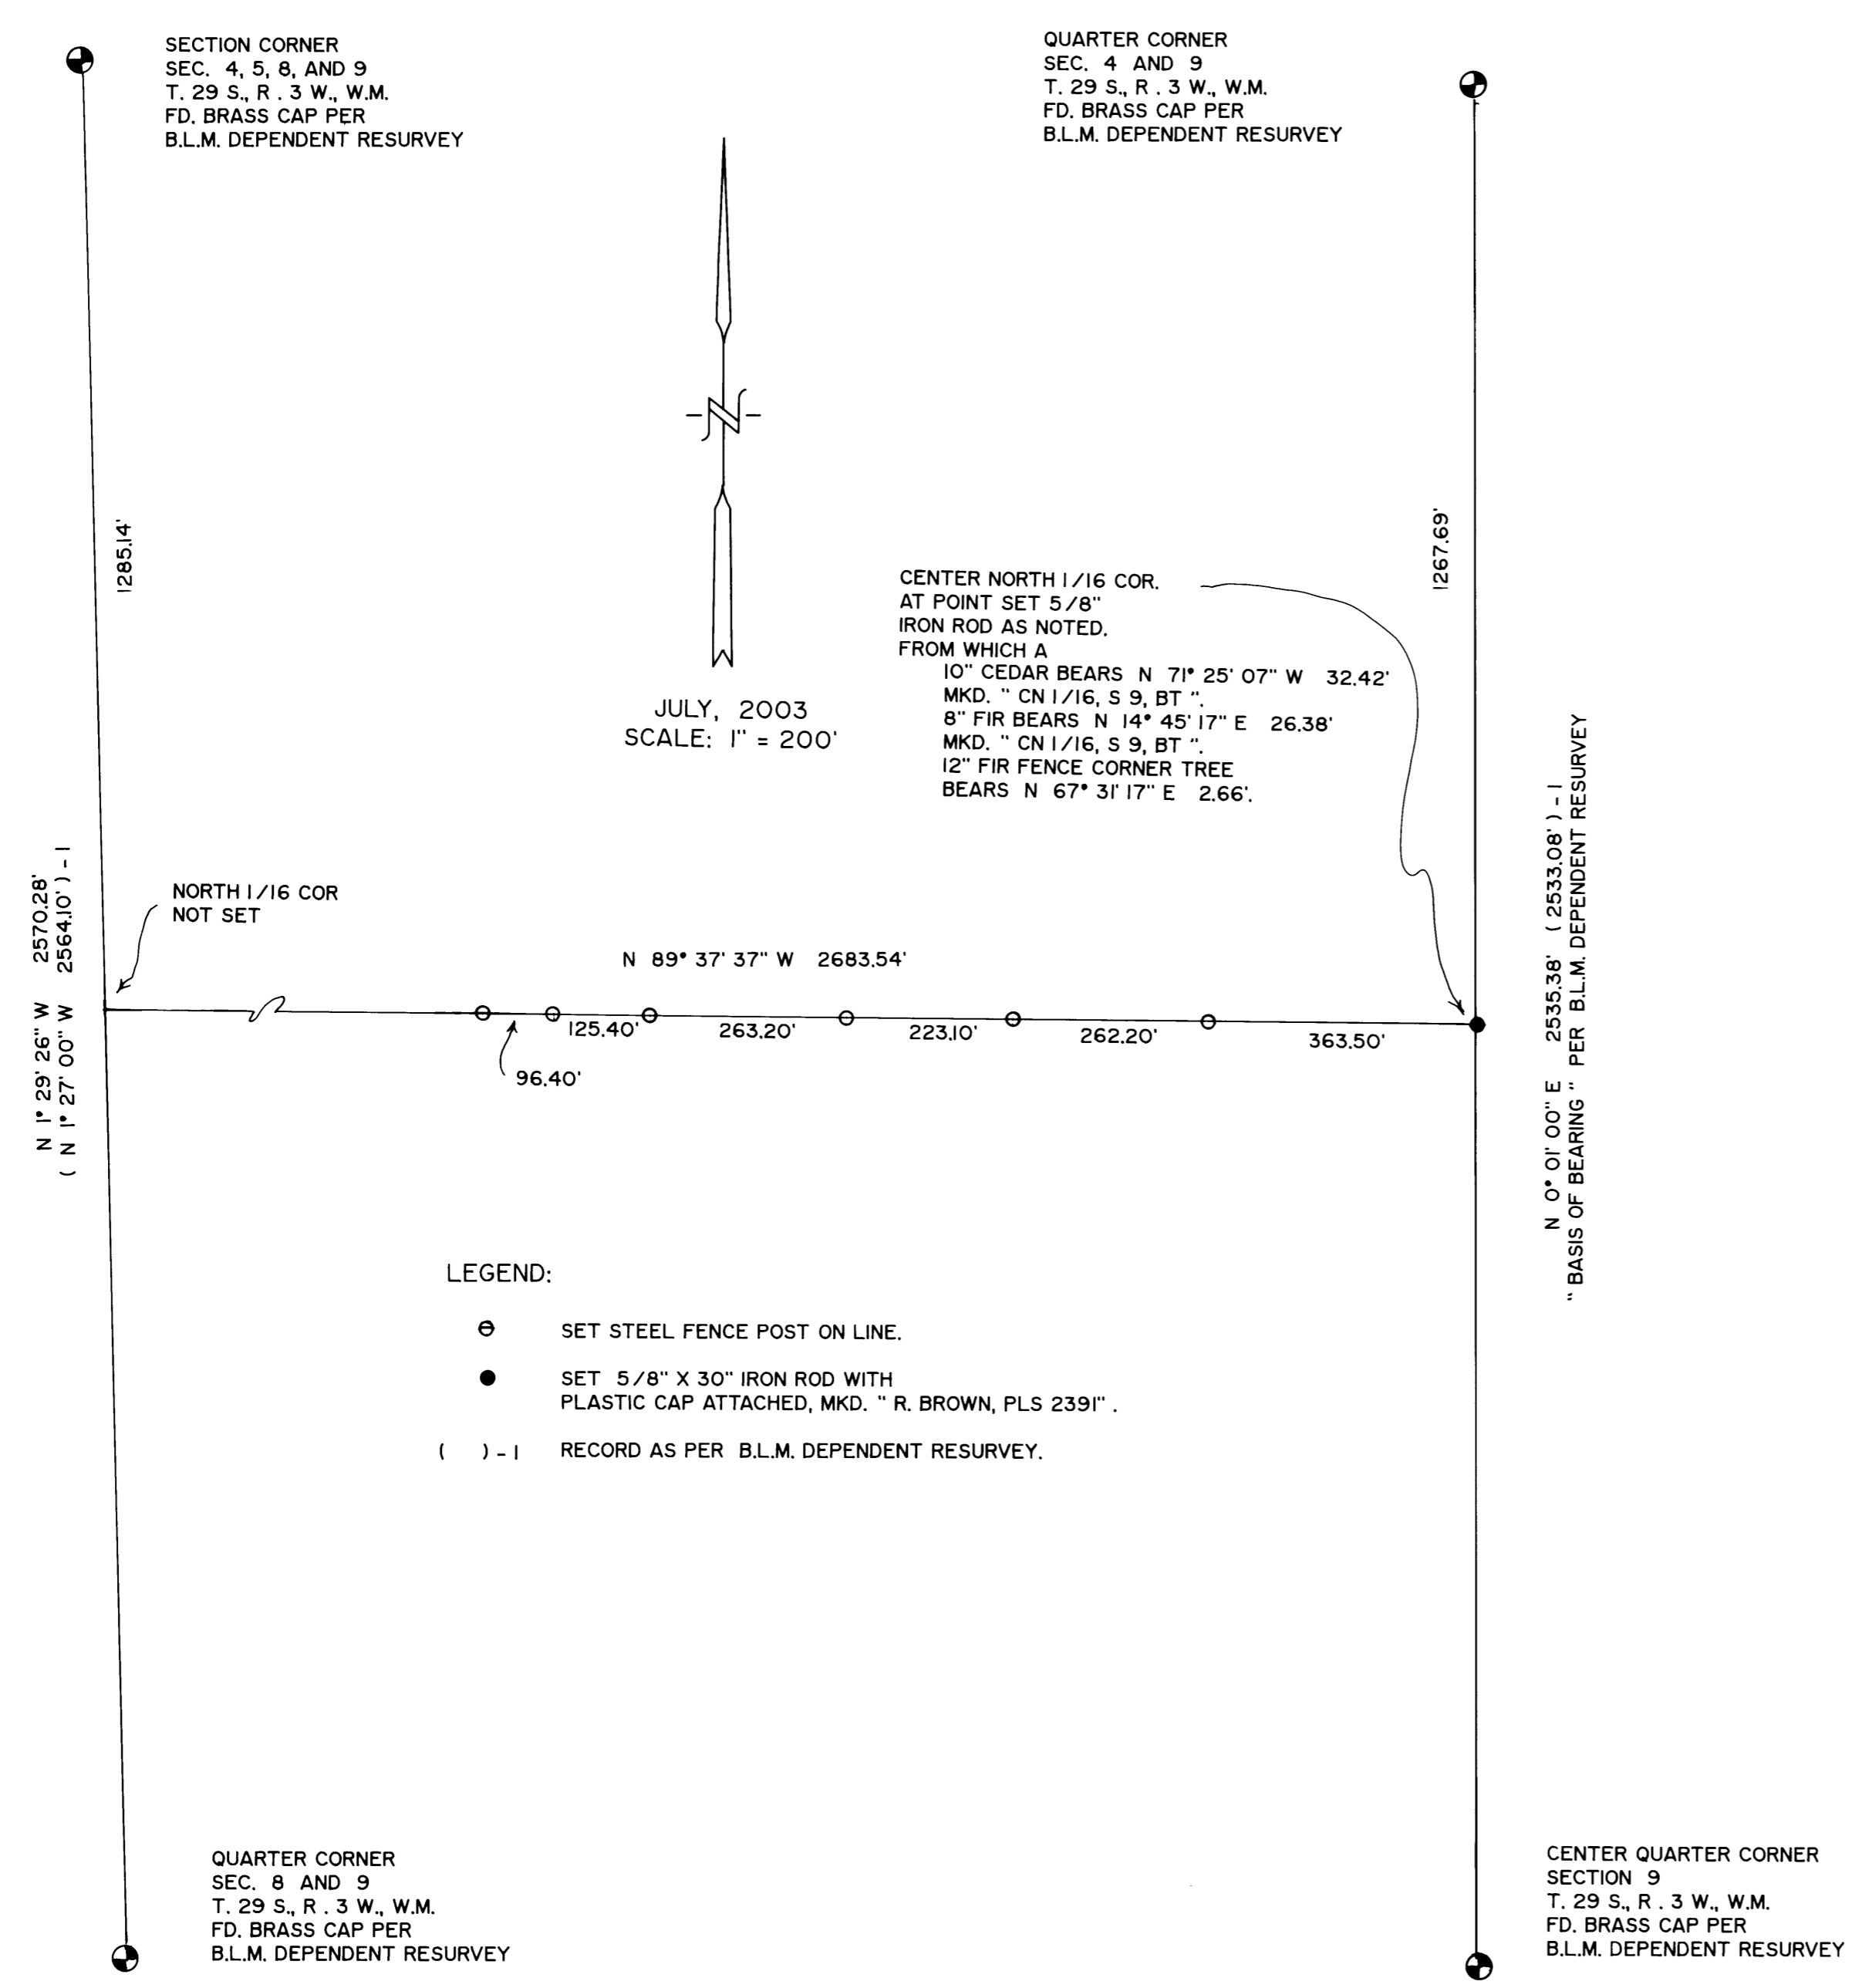 SECTION CORNER
SEC. 4, 5, 8, AND 9
T. 29 S., R . 3 W., W.M.
FD. BRASS CAP PER
B.L.M. DEPENDENT RESURVEY
QUARTER CORNER
SEC. 4 AND 9
T. 29 S., R . 3 W., W.M.
FD. BRASS CAP PER
B.L.M. DEPENDENT RESURVEY
N
JULY, 2003
SCALE: 1" = 200'
1285.14'
1267.69'
CENTER NORTH 1/16 COR.
AT POINT SET 5/8"
IRON ROD AS NOTED.
FROM WHICH A
10" CEDAR BEARS N 71° 25' 07" W 32.42'
MKD. " CN 1/16, S 9, BT ".
8" FIR BEARS N 14° 45' 17" E 26.38'
MKD. " CN 1/16, S 9, BT ".
12" FIR FENCE CORNER TREE
BEARS N 67° 31' 17" E 2.66'.
N 1° 29' 26" W 2570.28'
( N 1° 27' 00" W 2564.10' ) - 1
NORTH 1/16 COR
NOT SET
N 89° 37' 37" W 2683.54'
125.40'
263.20'
223.10'
262.20'
363.50'
96.40'
N 0° 01' 00" E 2535.38' ( 2533.08' ) - 1
" BASIS OF BEARING " PER B.L.M. DEPENDENT RESURVEY
LEGEND:
SET STEEL FENCE POST ON LINE.
SET 5/8" X 30" IRON ROD WITH
PLASTIC CAP ATTACHED, MKD. " R. BROWN, PLS 2391" .
( ) - 1 RECORD AS PER B.L.M. DEPENDENT RESURVEY.
QUARTER CORNER
SEC. 8 AND 9
T. 29 S., R . 3 W., W.M.
FD. BRASS CAP PER
B.L.M. DEPENDENT RESURVEY
CENTER QUARTER CORNER
SECTION 9
T. 29 S., R . 3 W., W.M.
FD. BRASS CAP PER
B.L.M. DEPENDENT RESURVEY